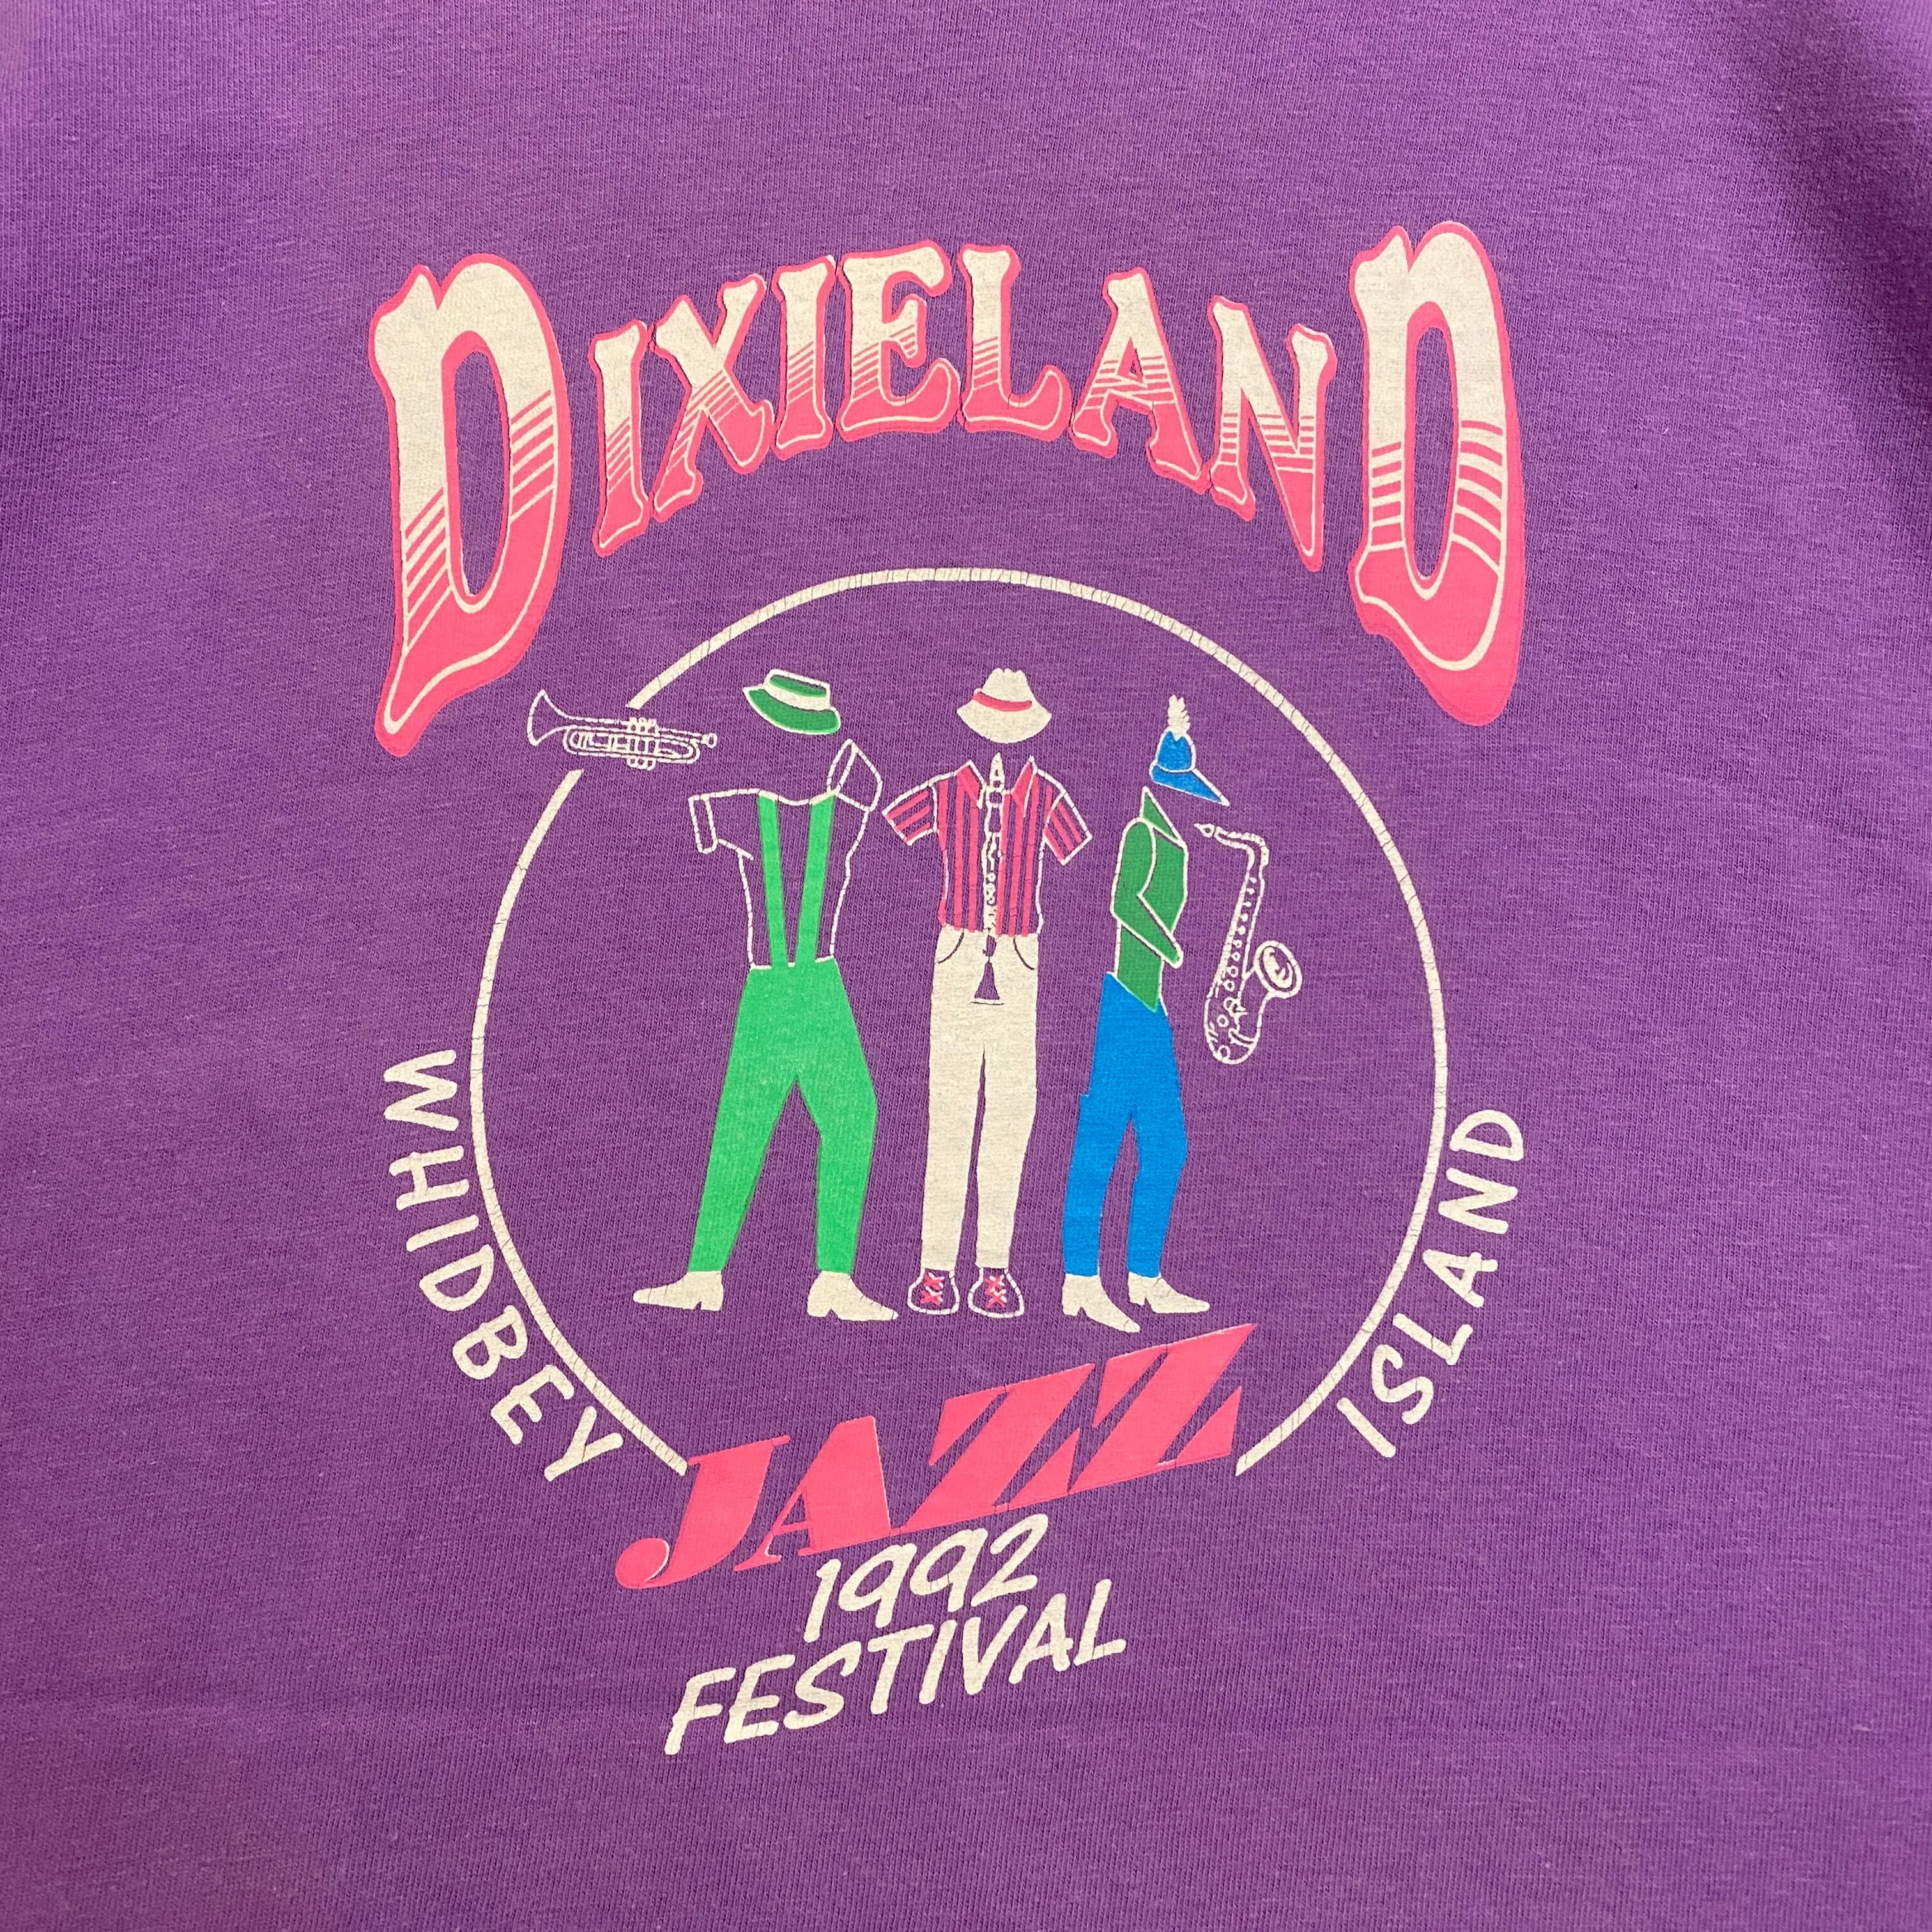 DIXIELAND
WHIDBEY
ISLAND
JAZZ
1992
FESTIVAL